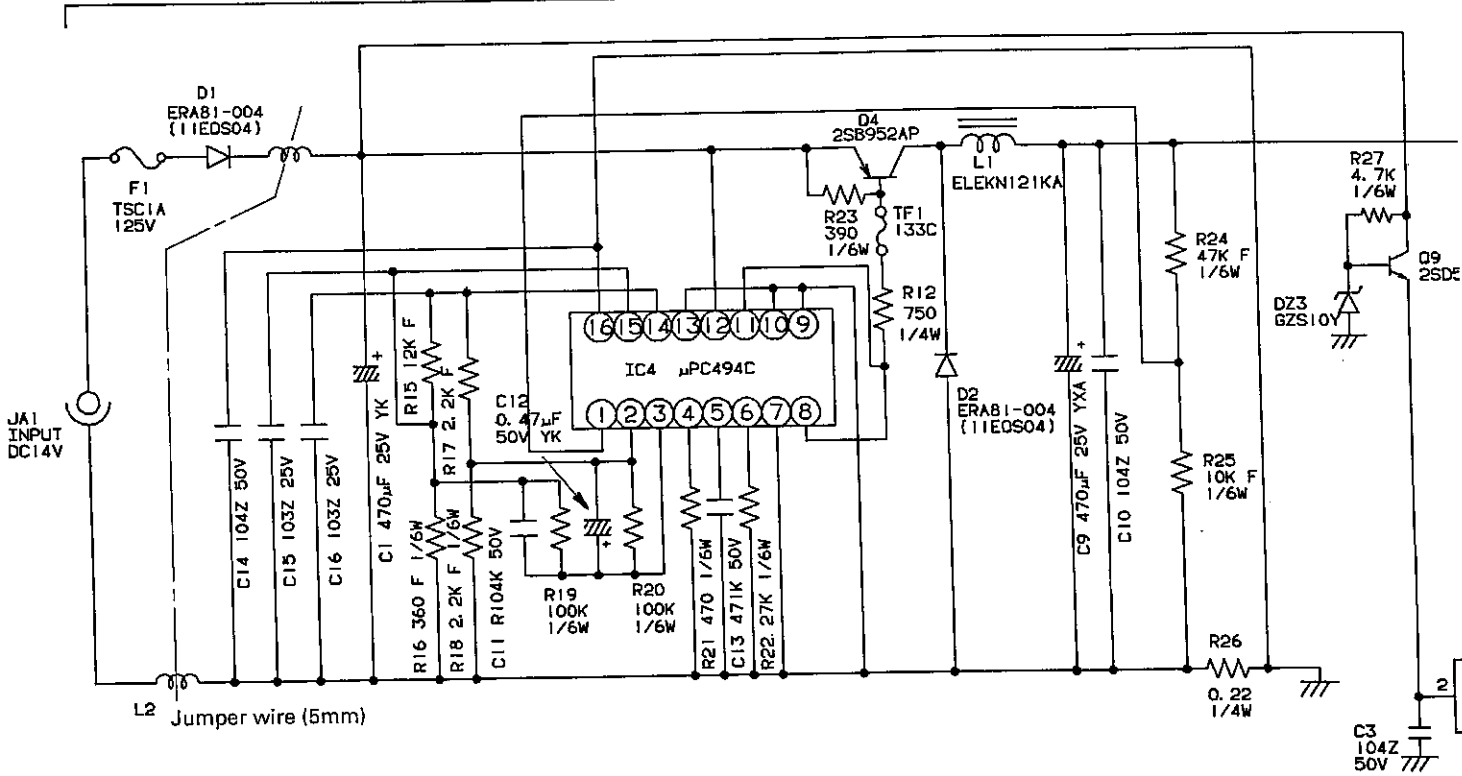 D1
ERA81-004
(11EQS04)
F1
TSC1A
125V
Q4
2SB952AP
L1
ELEKN121KA
R27
4.7K
1/6W
R23
390
1/6W
TF1
133C
R24
47K F
1/6W
Q9
2SD5
DZ3
GZS10Y
R12
750
1/4W
16 15 14 13 12 11 10 9
IC4 μPC494C
1 2 3 4 5 6 7 8
R15 12K F
R17 2.2K F
C12
0.47μF
50V YK
D2
ERA81-004
(11EQS04)
JA1
INPUT
DC14V
C14 104Z 50V
C15 103Z 25V
C16 103Z 25V
C1 470μF 25V YK
+
R16 360 F 1/6W
R18 2.2K F 1/6W
C11 R104K 50V
+
R19
100K
1/6W
R20
100K
1/6W
R21 470 1/6W
C13 471K 50V
R22.27K 1/6W
C9 470μF 25V YXA
+
C10 104Z 50V
R25
10K F
1/6W
R26
0.22
1/4W
L2 Jumper wire (5mm)
2
C3
104Z
50V